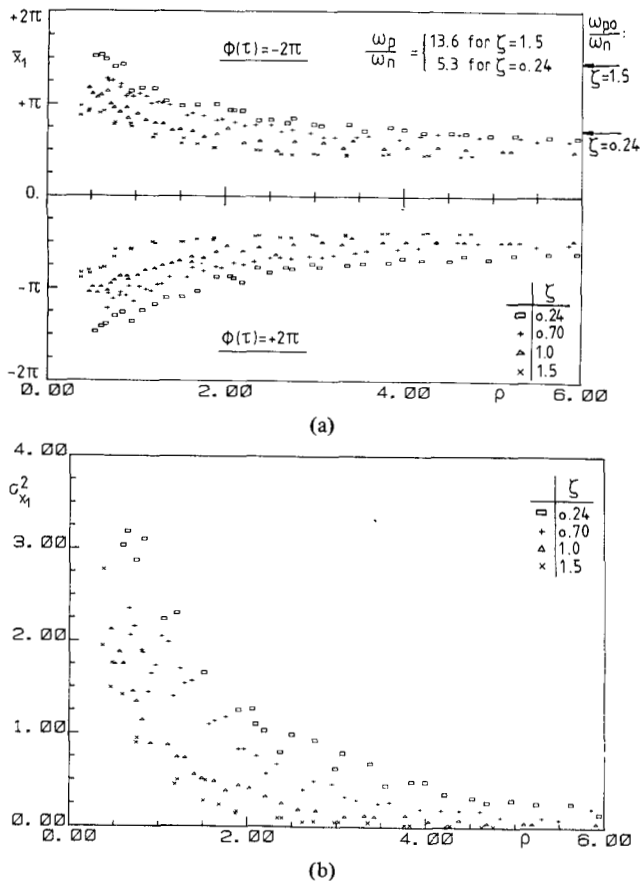 +2π
x̄₁
+π
0.
-π
-2π
Φ(τ)=-2π
ωp/ωn = { 13.6 for ζ=1.5
5.3 for ζ=0.24
ωpo/ωn :
ζ=1.5
ζ=0.24
Φ(τ)=+2π
ζ
0.24
0.70
1.0
1.5
0.00 2.00 4.00 ρ 6.00
(a)
4.00
σ²x₁
3.00
2.00
1.00
0.00
ζ
0.24
0.70
1.0
1.5
0.00 2.00 4.00 ρ 6.00
(b)